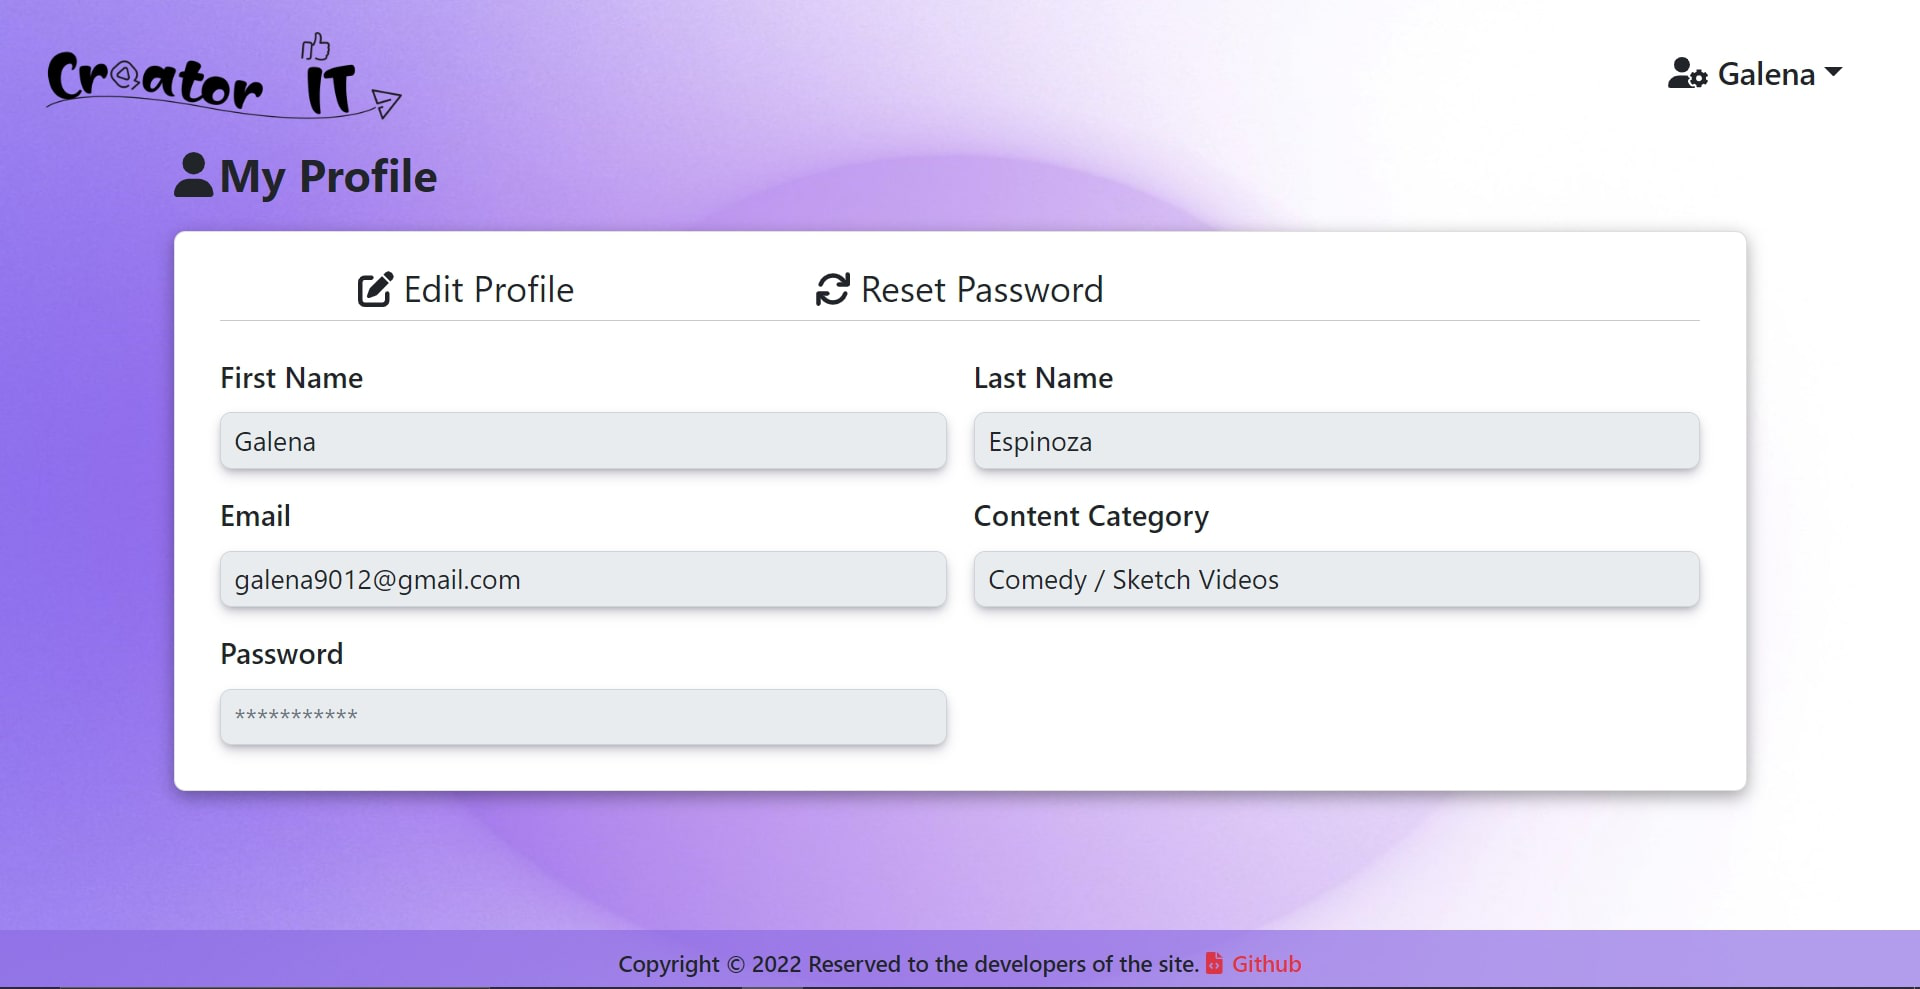 Creator IT
Galena
My Profile
Edit Profile
Reset Password
First Name
Last Name
Galena
Espinoza
Email
Content Category
galena9012@gmail.com
Comedy / Sketch Videos
Password
***********
Copyright © 2022 Reserved to the developers of the site. Github